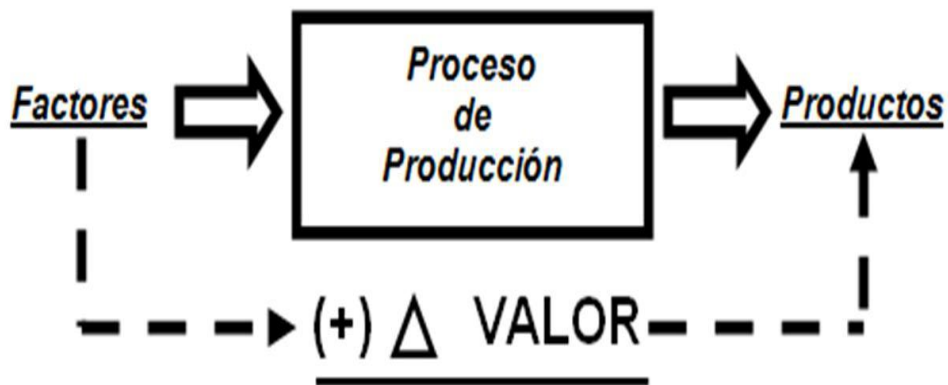 Factores
Proceso
de
Producción
Productos
(+) △ VALOR